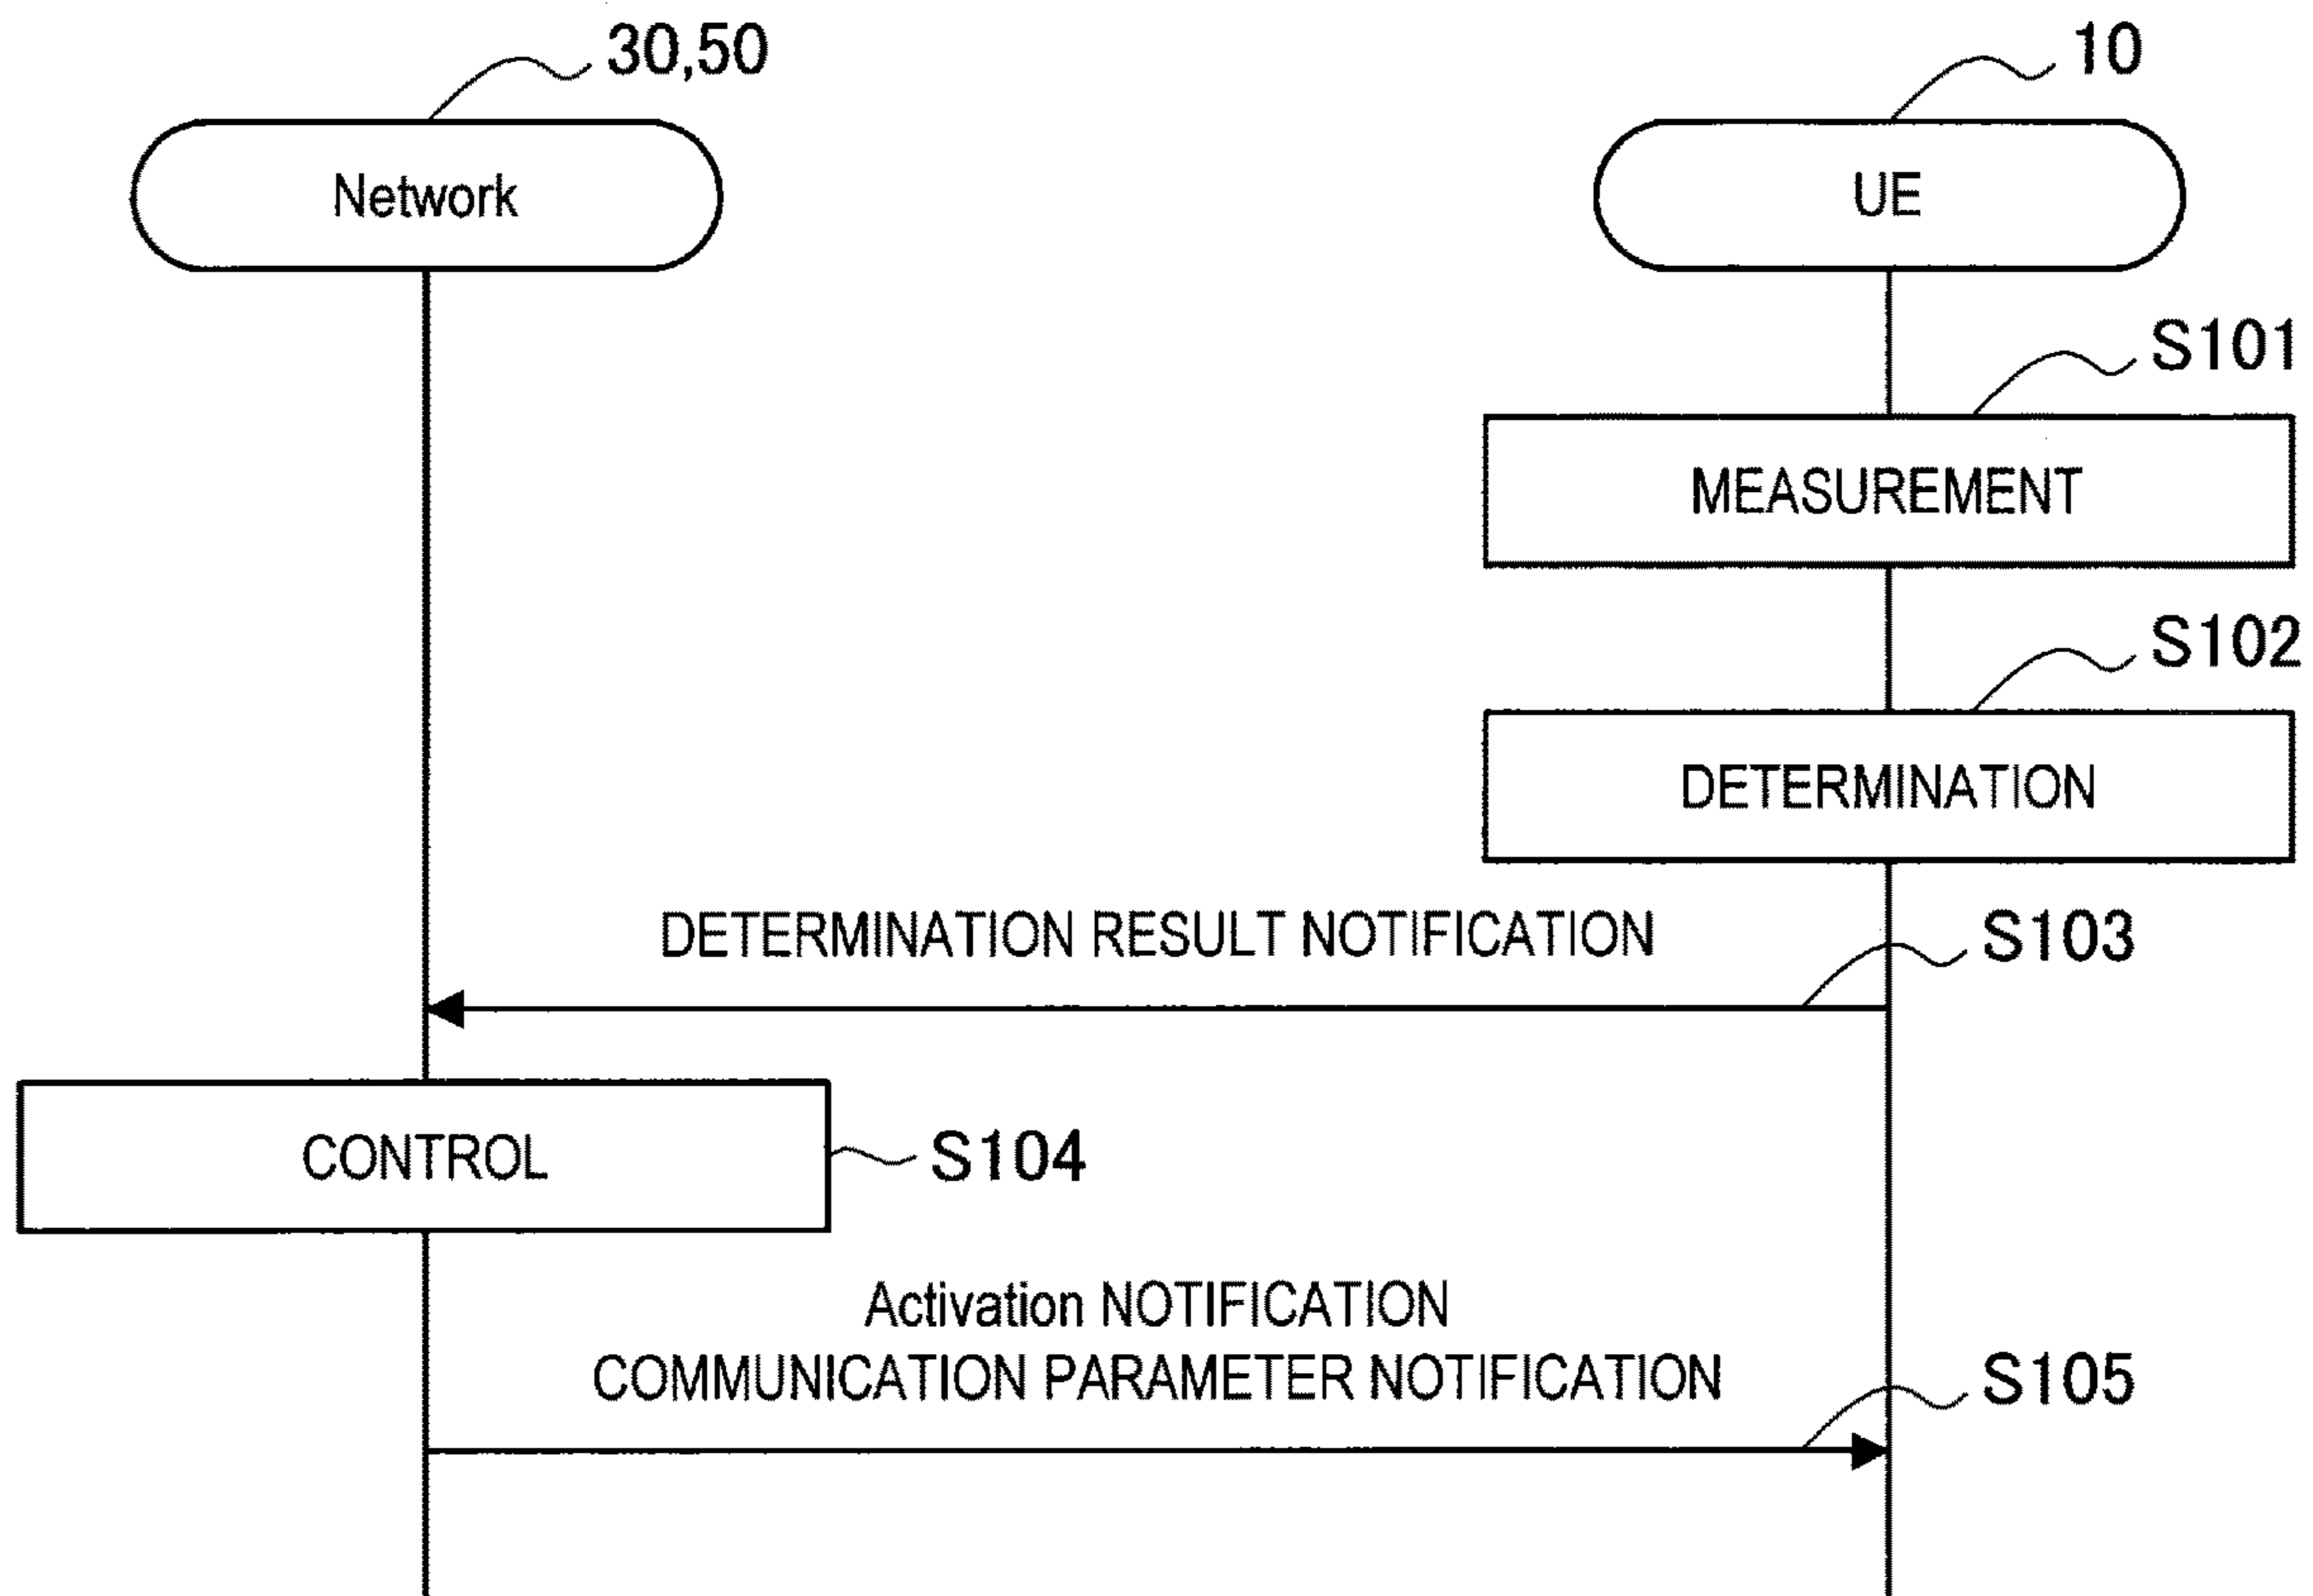 30,50
10
Network
UE
S101
MEASUREMENT
S102
DETERMINATION
DETERMINATION RESULT NOTIFICATION
S103
CONTROL
S104
Activation NOTIFICATION
COMMUNICATION PARAMETER NOTIFICATION
S105